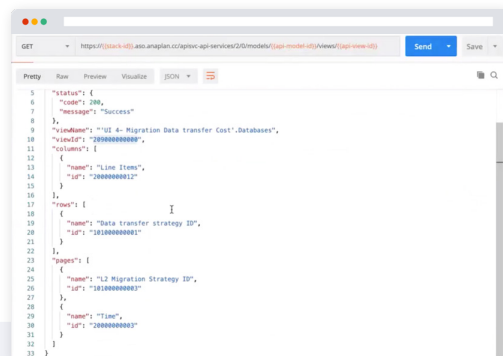 GET
https://{{stack-id}}.aso.anaplan.cc/apisvc-api-services/2/0/models/{{api-model-id}}/views/{{api-view-id}}
Send
Save
Pretty Raw Preview Visualize JSON
5 "status": {
6 "code": 200,
7 "message": "Success"
8 },
9 "viewName": "'UI 4– Migration Data transfer Cost'.Databases",
10 "viewId": "209000000000",
11 "columns": [
12 {
13 "name": "Line Items",
14 "id": "20000000012"
15 }
16 ],
17 "rows": [
18 {
19 "name": "Data transfer strategy ID",
20 "id": "101000000001"
21 }
22 ],
23 "pages": [
24 {
25 "name": "L2 Migration Strategy ID",
26 "id": "101000000003"
27 },
28 {
29 "name": "Time",
30 "id": "20000000003"
31 }
32 ]
33 }